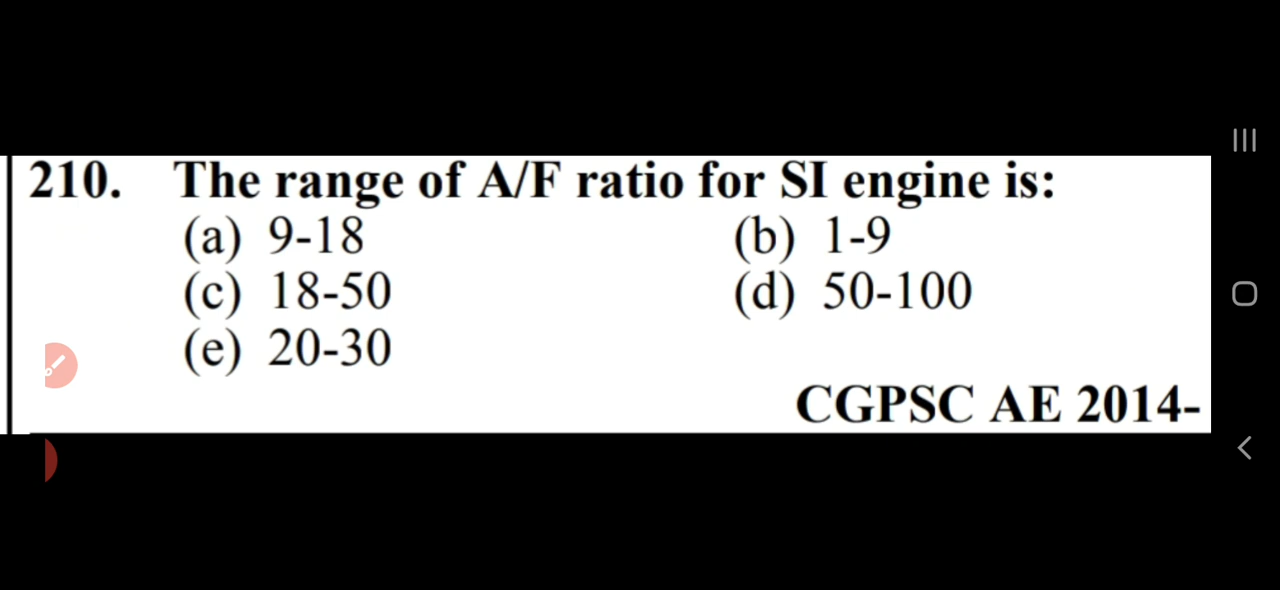 210. The range of A/F ratio for SI engine is:
(a) 9-18 (b) 1-9
(c) 18-50 (d) 50-100
(e) 20-30
CGPSC AE 2014-